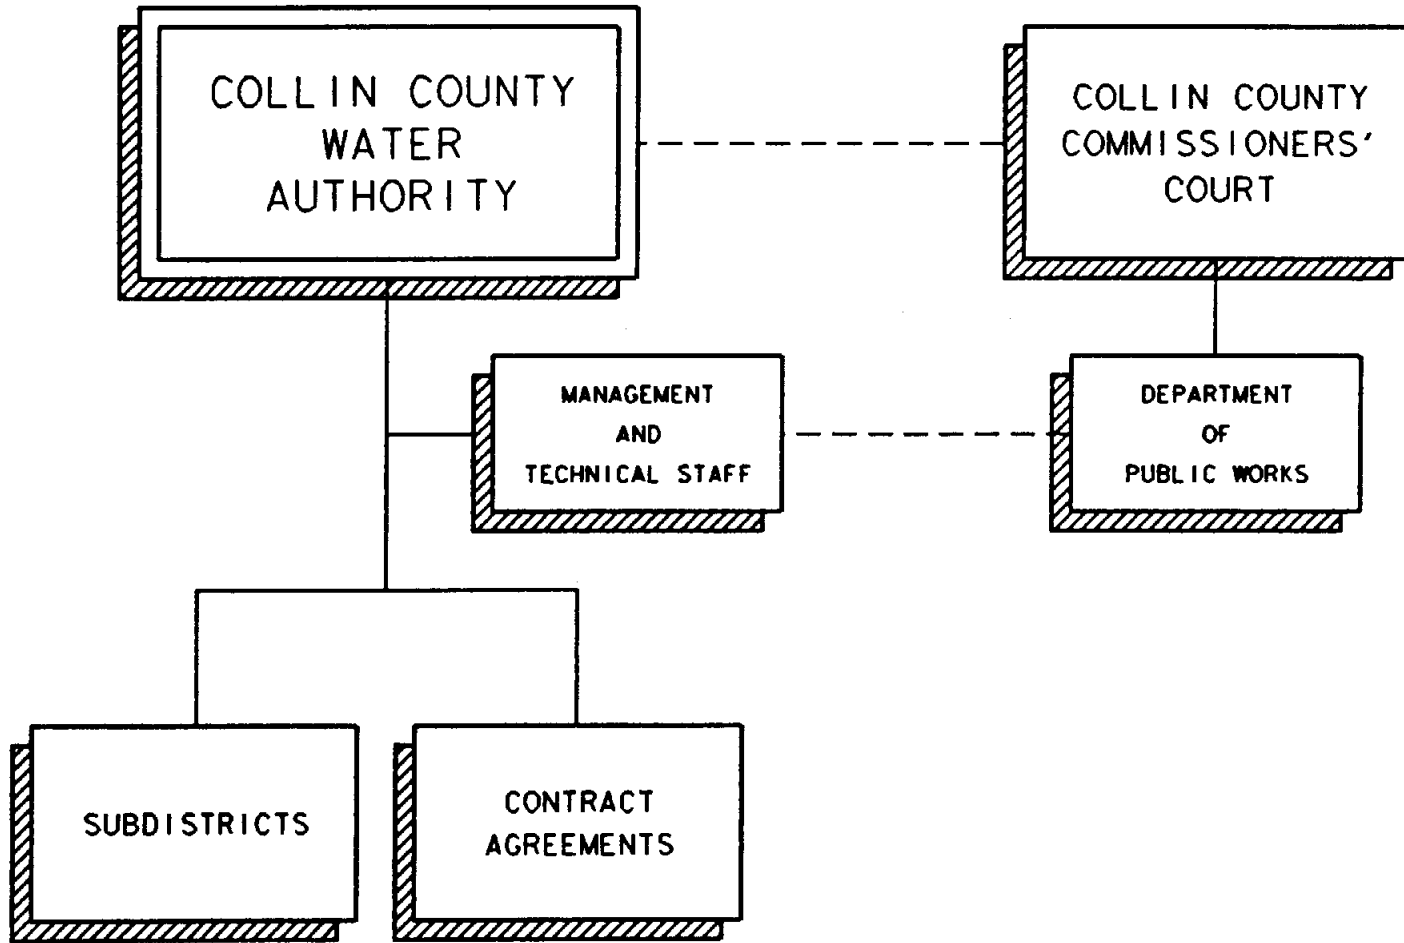 COLLIN COUNTY
WATER
AUTHORITY
COLLIN COUNTY
COMMISSIONERS'
COURT
MANAGEMENT
AND
TECHNICAL STAFF
DEPARTMENT
OF
PUBLIC WORKS
SUBDISTRICTS
CONTRACT
AGREEMENTS